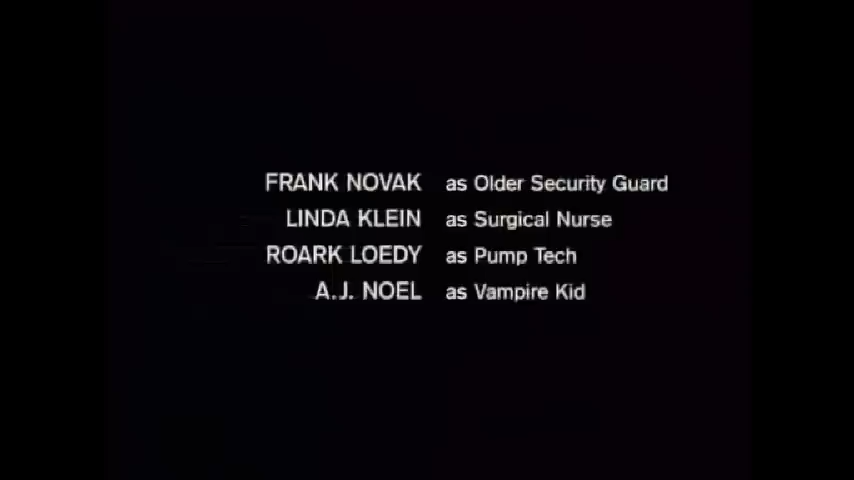 FRANK NOVAK as Older Security Guard
LINDA KLEIN as Surgical Nurse
ROARK LOEDY as Pump Tech
A.J. NOEL as Vampire Kid